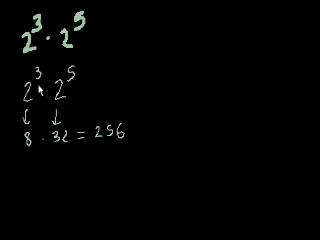 2³ · 2⁵
2³ · 2⁵
↓ ↓
8 · 32 = 256